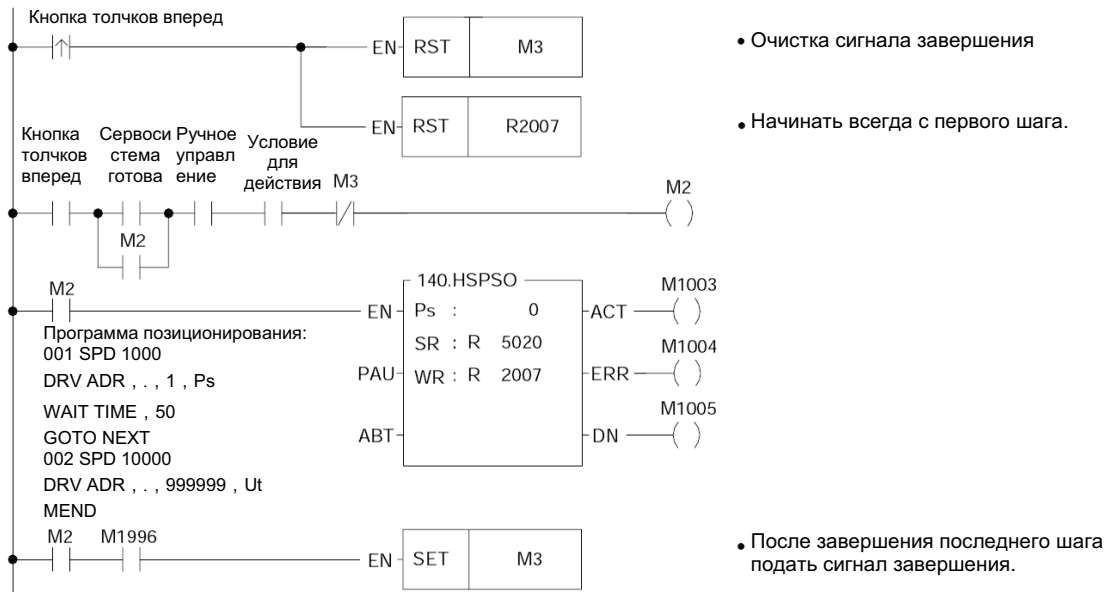 Кнопка толчков вперед
EN RST M3
• Очистка сигнала завершения
EN RST R2007
• Начинать всегда с первого шага.
Кнопка
толчков
вперед
Сервоси
стема
готова
Ручное
управл
ение
Условие
для
действия
M3
M2
M2
M2
140.HSPSO
EN
Ps : 0
ACT
M1003
SR : R 5020
PAU
WR : R 2007
ERR
M1004
ABT
DN
M1005
Программа позиционирования:
001 SPD 1000
DRV ADR , . , 1 , Ps
WAIT TIME , 50
GOTO NEXT
002 SPD 10000
DRV ADR , . , 999999 , Ut
MEND
M2 M1996
EN SET M3
• После завершения последнего шага
подать сигнал завершения.